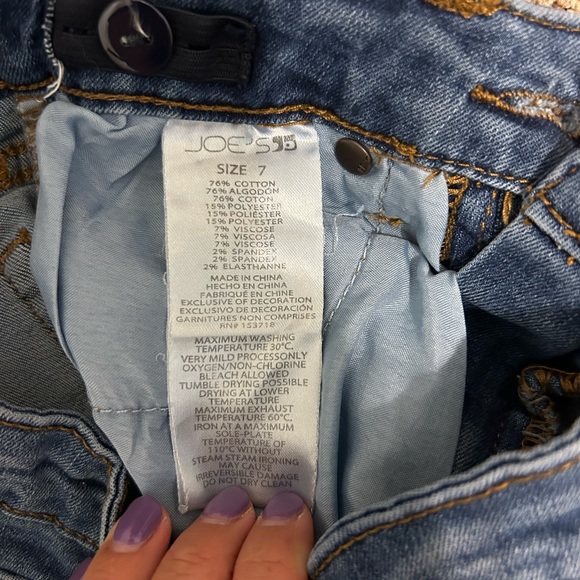 JOE'S
SIZE 7
76% COTTON
76% ALGODÓN
76% COTON
15% POLYESTER
15% POLIÉSTER
15% POLYESTER
7% VISCOSE
7% VISCOSA
7% VISCOSE
2% SPANDEX
2% SPANDEX
2% ELASTHANNE
MADE IN CHINA
HECHO EN CHINA
FABRIQUÉ EN CHINE
EXCLUSIVE OF DECORATION
EXCLUSIVO DE DECORACIÓN
GARNITURES NON COMPRISES
RN# 153718
MAXIMUM WASHING
TEMPERATURE 30°C.
VERY MILD PROCESSONLY
OXYGEN/NON-CHLORINE
BLEACH ALLOWED
TUMBLE DRYING POSSIBLE
DRYING AT LOWER
TEMPERATURE
MAXIMUM EXHAUST
TEMPERATURE 60°C.
IRON AT A MAXIMUM
SOLE-PLATE
TEMPERATURE OF
110°C WITHOUT
STEAM STEAM IRONING
MAY CAUSE
IRREVERSIBLE DAMAGE
DO NOT DRY CLEAN